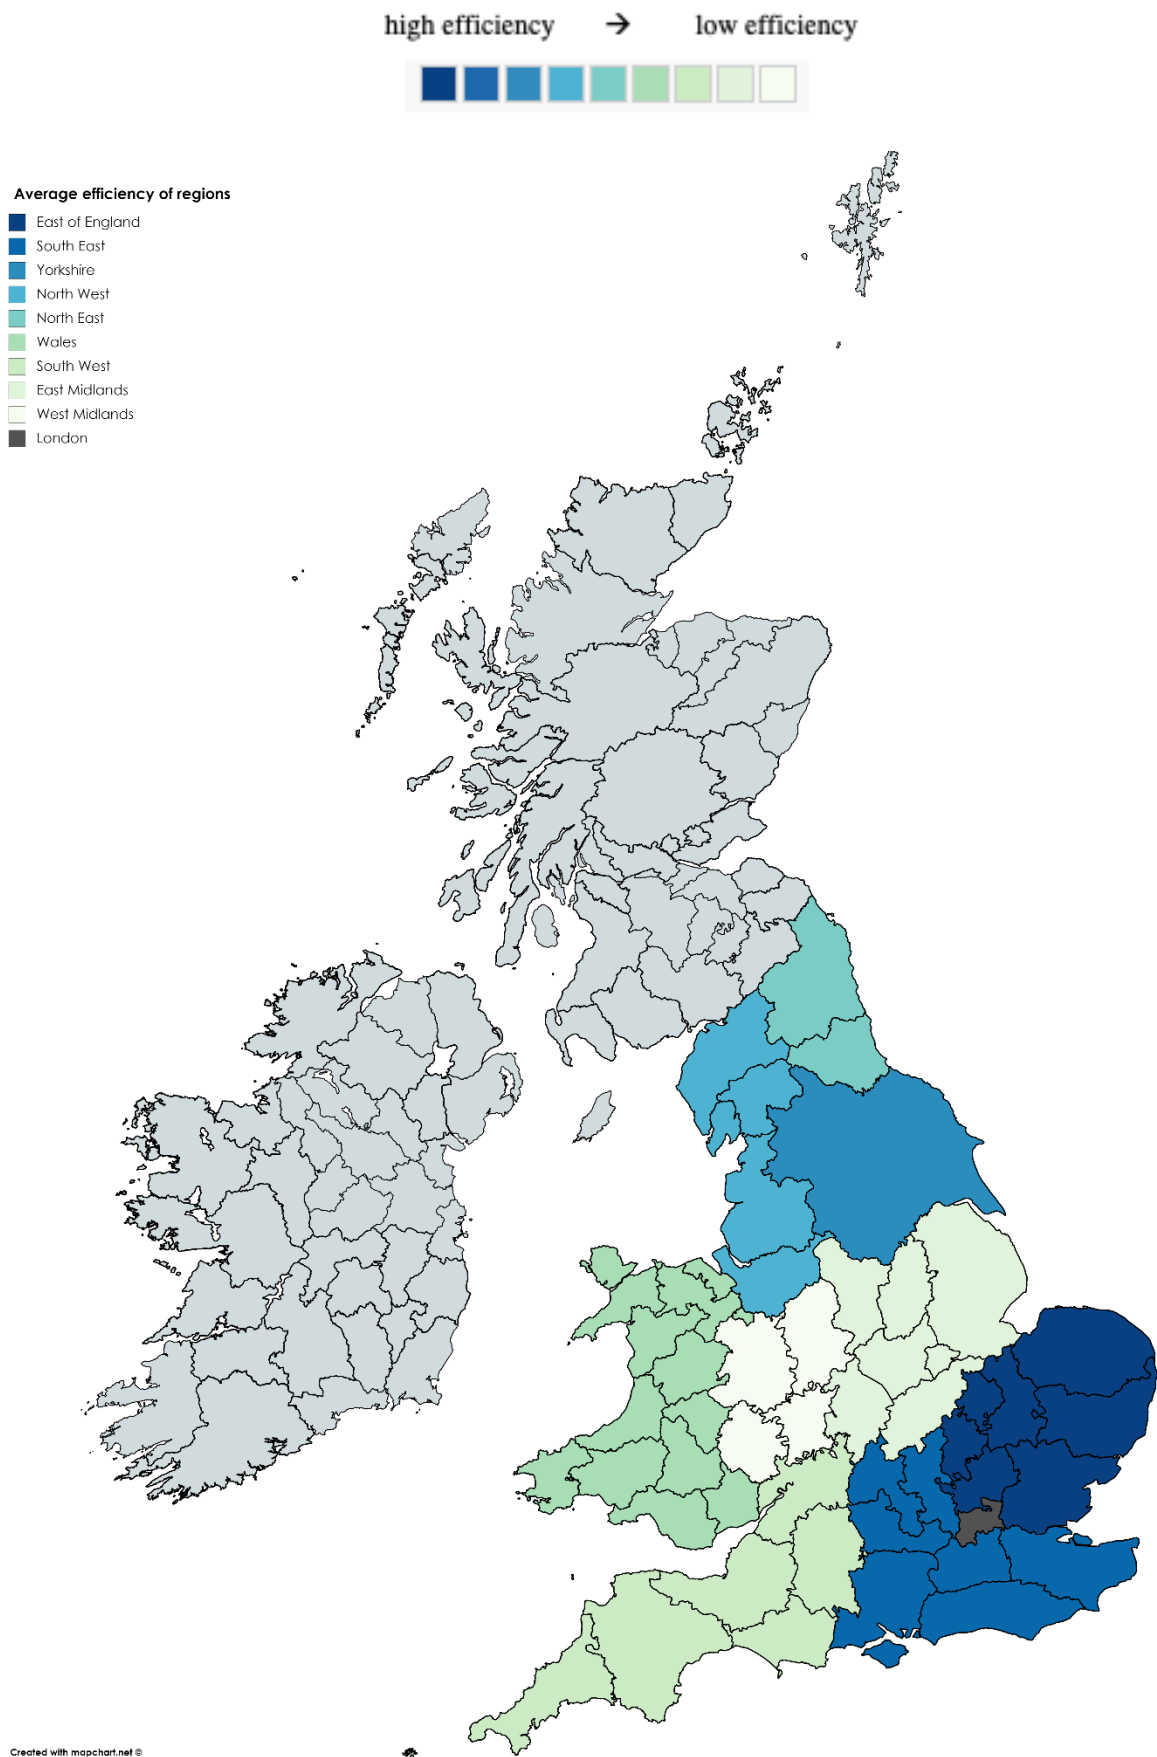 high efficiency → low efficiency
Average efficiency of regions
East of England
South East
Yorkshire
North West
North East
Wales
South West
East Midlands
West Midlands
London
Created with mapchart.net ©